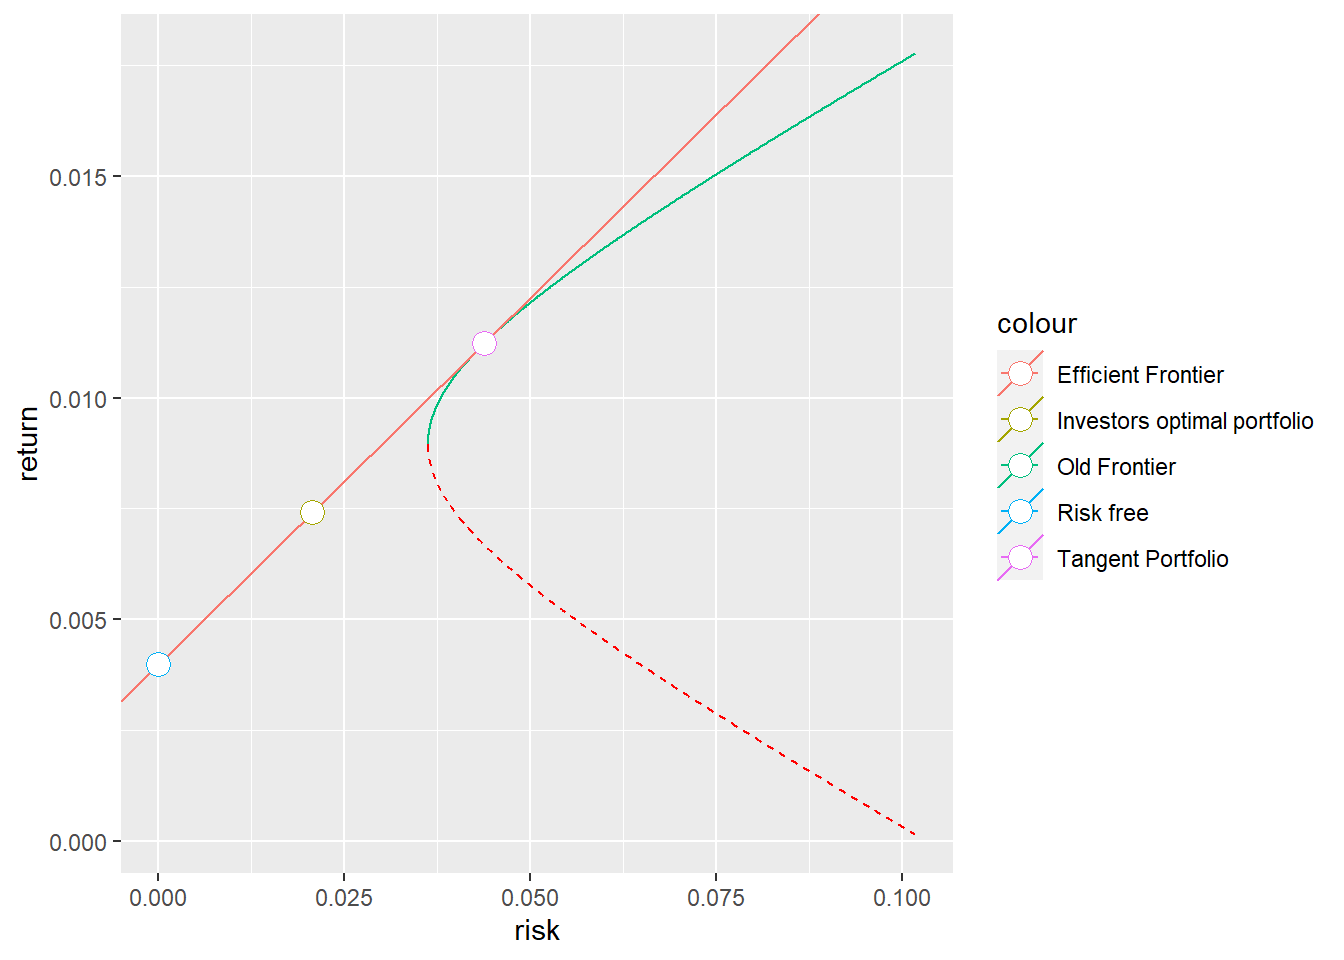 0.015
0.010
0.005
0.000
return
0.000 0.025 0.050 0.075 0.100
risk
colour
Efficient Frontier
Investors optimal portfolio
Old Frontier
Risk free
Tangent Portfolio